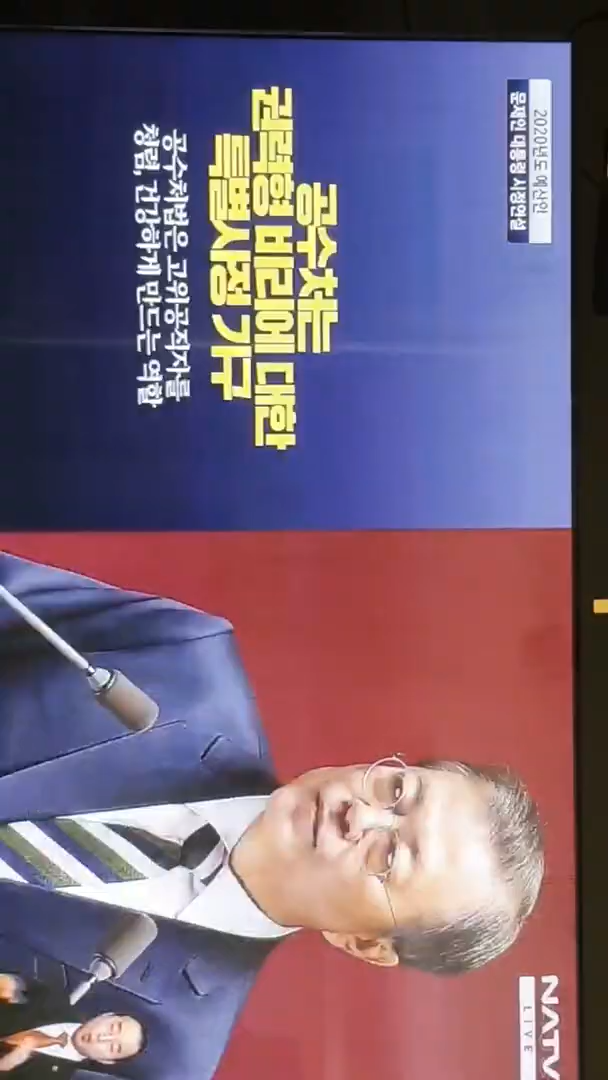 2020년도 예산안
문재인 대통령 시정연설
공수처는
권력형 비리에 대한
특별사정 기구
공수처법은 고위공직자를
청렴, 건강하게 만드는 역할
NATV
LIVE